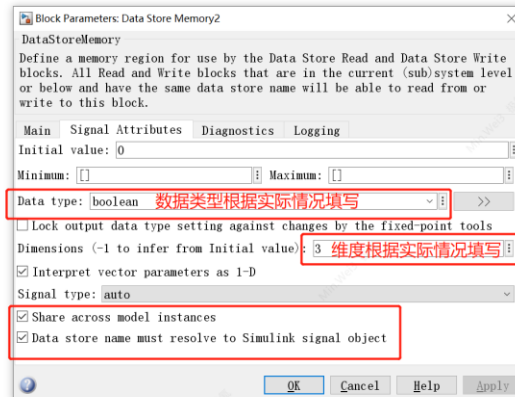 Block Parameters: Data Store Memory2
DataStoreMemory
Define a memory region for use by the Data Store Read and Data Store Write
blocks. All Read and Write blocks that are in the current (sub)system level
or below and have the same data store name will be able to read from or
write to this block.
Main Signal Attributes Diagnostics Logging
Initial value: 0
Minimum: [] Maximum: []
Data type: boolean 数据类型根据实际情况填写 >>
Lock output data type setting against changes by the fixed-point tools
Dimensions (-1 to infer from Initial value): 3 维度根据实际情况填写
Interpret vector parameters as 1-D
Signal type: auto
Share across model instances
Data store name must resolve to Simulink signal object
OK Cancel Help Apply